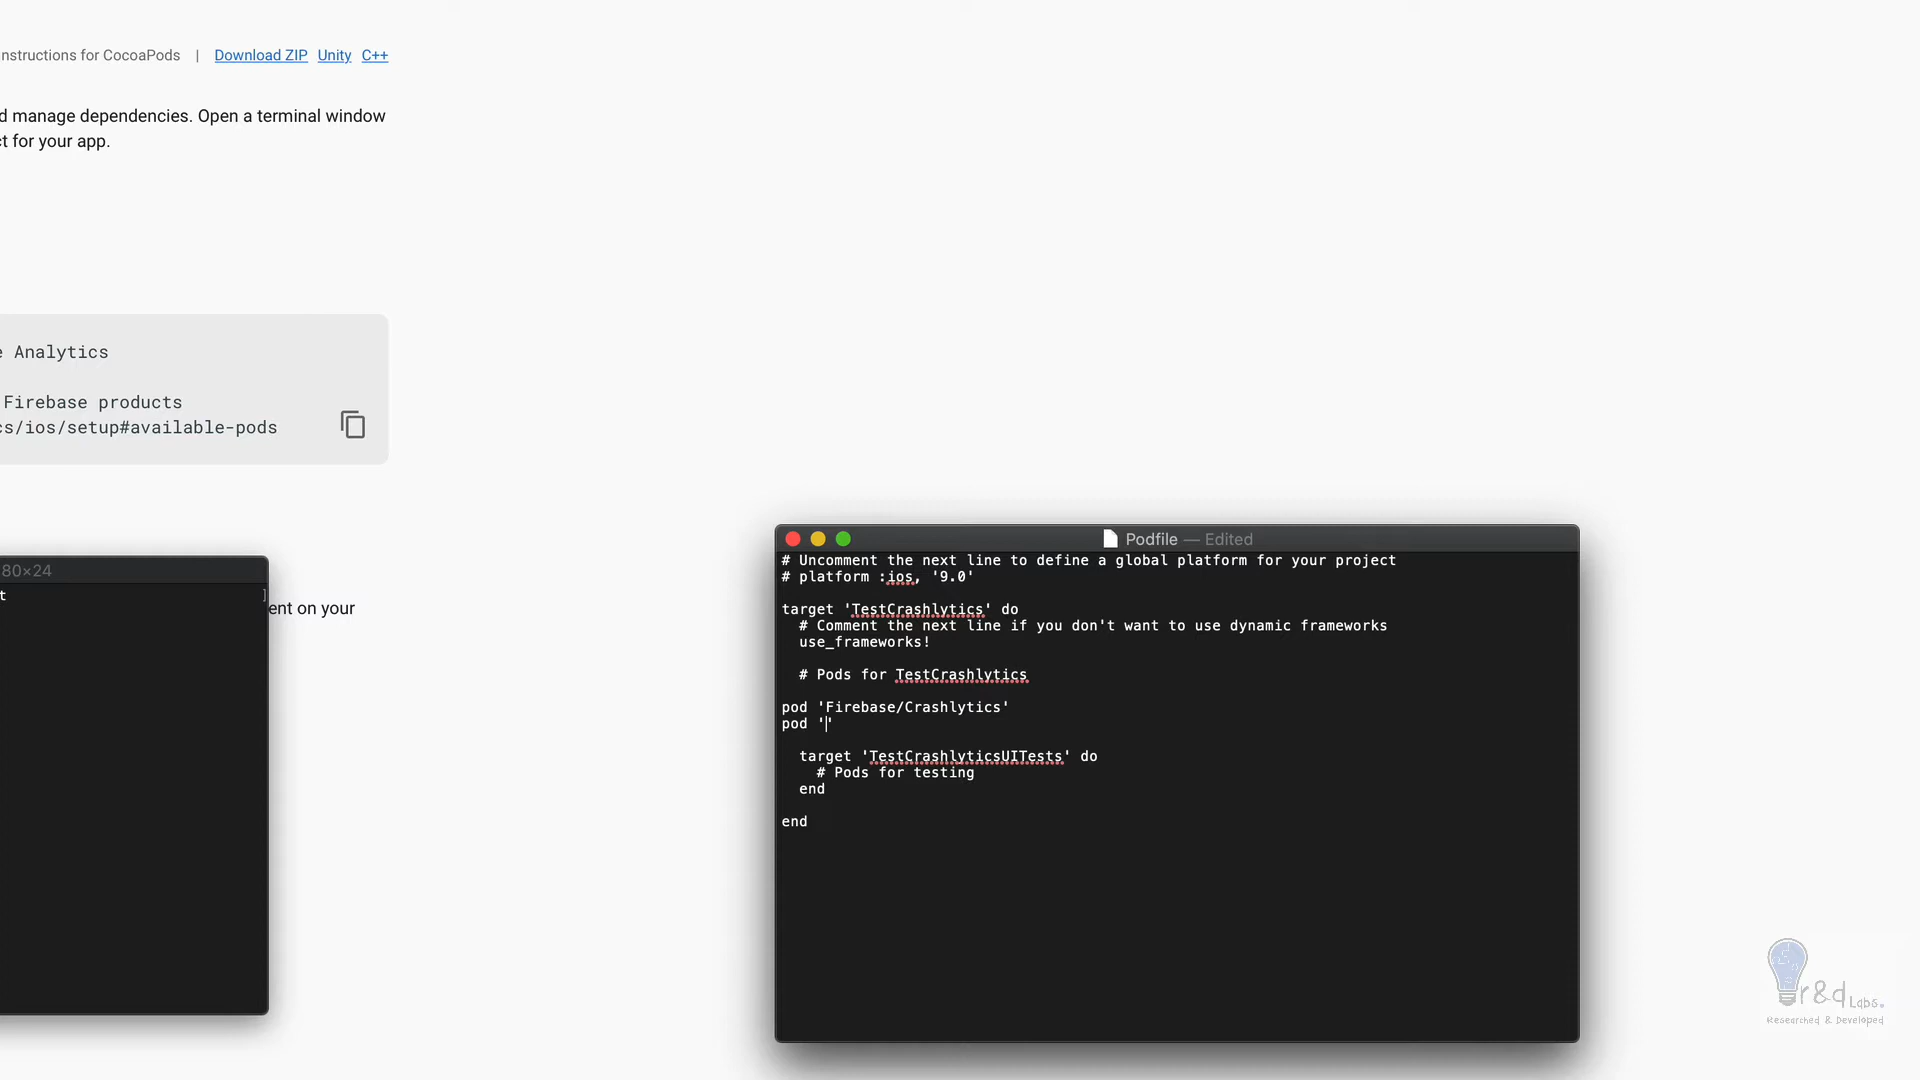 nstructions for CocoaPods | Download ZIP Unity C++
d manage dependencies. Open a terminal window
ct for your app.
e Analytics
Firebase products
cs/ios/setup#available-pods
80×24
t ]
ent on your
Podfile — Edited
# Uncomment the next line to define a global platform for your project
# platform :ios, '9.0'
target 'TestCrashlytics' do
# Comment the next line if you don't want to use dynamic frameworks
use_frameworks!
# Pods for TestCrashlytics
pod 'Firebase/Crashlytics'
pod ''
target 'TestCrashlyticsUITests' do
# Pods for testing
end
end
r&d Labs.
Researched & Developed